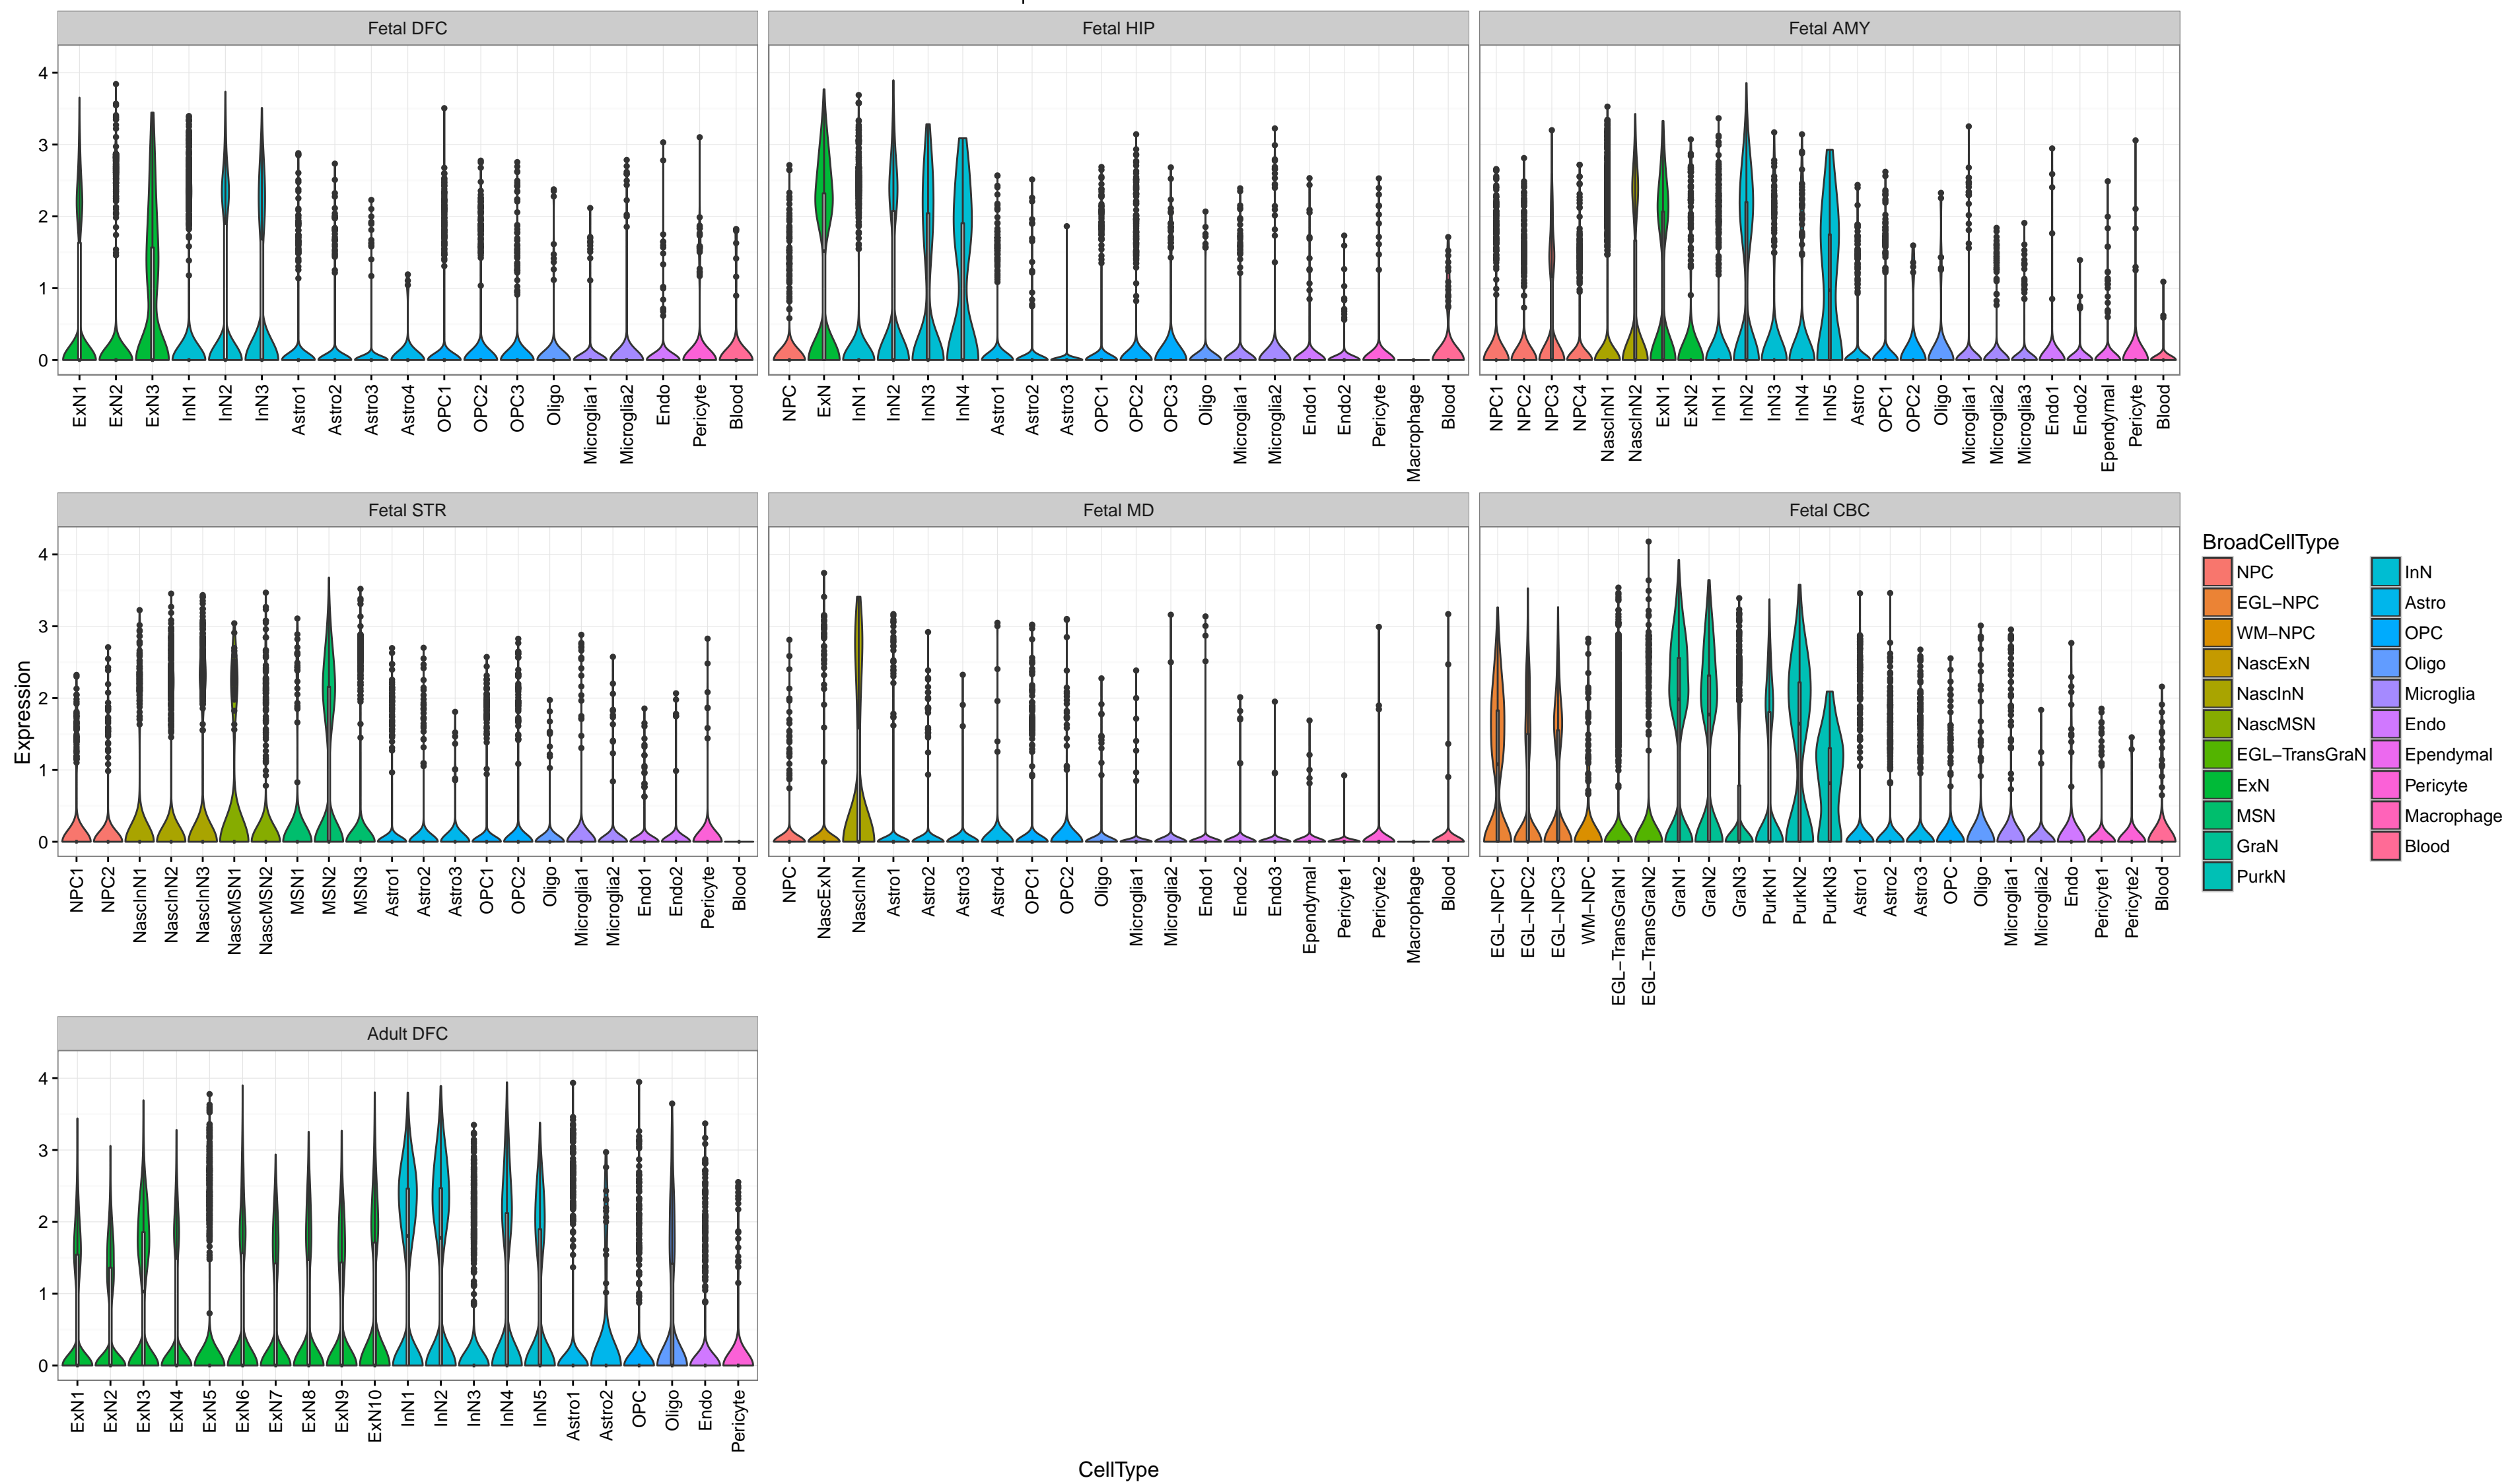 Fetal DFC
Fetal HIP
Fetal AMY
4
3
2
1
0
ExN1 ExN2 ExN3 InN1 InN2 InN3 Astro1 Astro2 Astro3 Astro4 OPC1 OPC2 OPC3 Oligo Microglia1 Microglia2 Endo Pericyte Blood
NPC ExN InN1 InN2 InN3 InN4 Astro1 Astro2 Astro3 OPC1 OPC2 OPC3 Oligo Microglia1 Microglia2 Endo1 Endo2 Pericyte Macrophage Blood
NPC1 NPC2 NPC3 NPC4 NascInN1 NascInN2 ExN1 ExN2 InN1 InN2 InN3 InN4 InN5 Astro OPC1 OPC2 Oligo Microglia1 Microglia2 Microglia3 Endo1 Endo2 Ependymal Pericyte Blood
Fetal STR
Fetal MD
Fetal CBC
Expression
4
3
2
1
0
NPC1 NPC2 NascInN1 NascInN2 NascInN3 NascMSN1 NascMSN2 MSN1 MSN2 MSN3 Astro1 Astro2 Astro3 OPC1 OPC2 Oligo Microglia1 Microglia2 Endo1 Endo2 Pericyte Blood
NPC NascExN NascInN Astro1 Astro2 Astro3 Astro4 OPC1 OPC2 Oligo Microglia1 Microglia2 Endo1 Endo2 Endo3 Ependymal Pericyte1 Pericyte2 Macrophage Blood
EGL−NPC1 EGL−NPC2 EGL−NPC3 WM−NPC EGL−TransGraN1 EGL−TransGraN2 GraN1 GraN2 GraN3 PurkN1 PurkN2 PurkN3 Astro1 Astro2 Astro3 OPC Oligo Microglia1 Microglia2 Endo Pericyte1 Pericyte2 Blood
BroadCellType
NPC
EGL−NPC
WM−NPC
NascExN
NascInN
NascMSN
EGL−TransGraN
ExN
MSN
GraN
PurkN
InN
Astro
OPC
Oligo
Microglia
Endo
Ependymal
Pericyte
Macrophage
Blood
Adult DFC
4
3
2
1
0
ExN1 ExN2 ExN3 ExN4 ExN5 ExN6 ExN7 ExN8 ExN9 ExN10 InN1 InN2 InN3 InN4 InN5 Astro1 Astro2 OPC Oligo Endo Pericyte
CellType